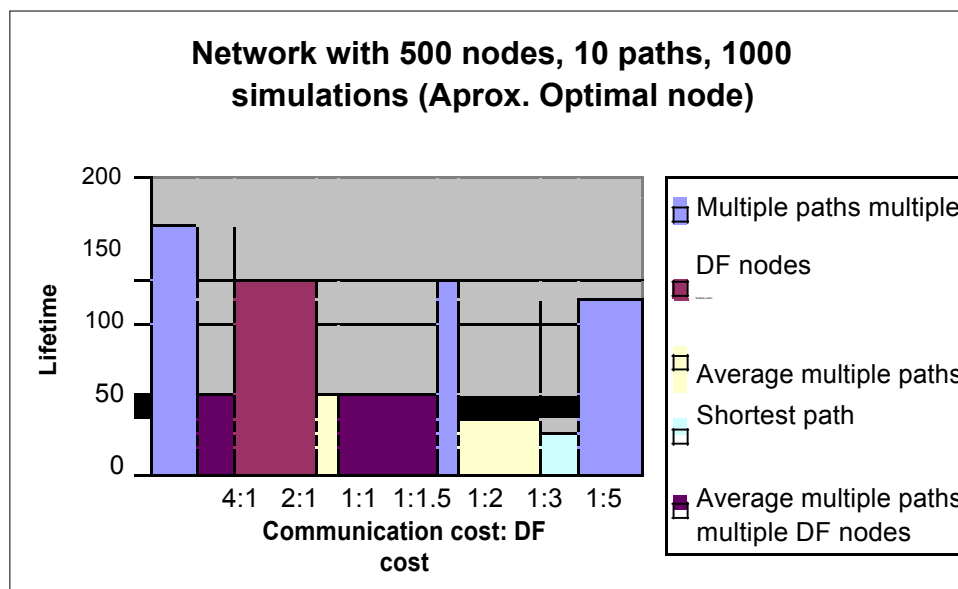 Network with 500 nodes, 10 paths, 1000
simulations (Aprox. Optimal node)
200
150
100
50
0
Lifetime
4:1 2:1 1:1 1:1.5 1:2 1:3 1:5
Communication cost: DF
cost
Multiple paths multiple
DF nodes
Average multiple paths
Shortest path
Average multiple paths
multiple DF nodes